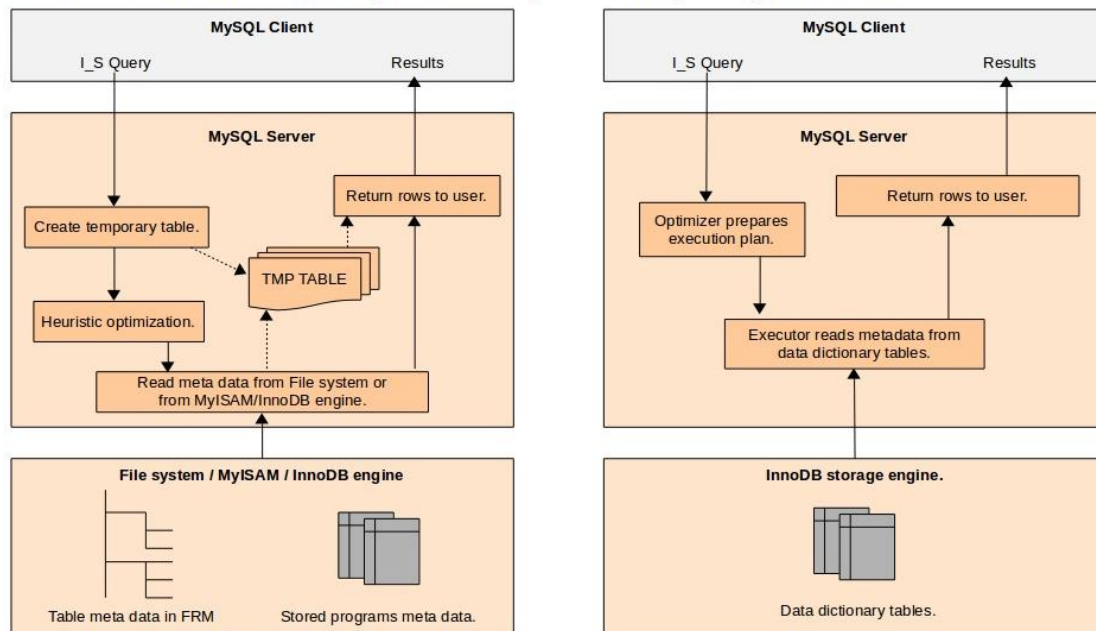 MySQL Client
I_S Query
Results
MySQL Server
Return rows to user.
Create temporary table.
TMP TABLE
Heuristic optimization.
Read meta data from File system or
from MyISAM/InnoDB engine.
File system / MyISAM / InnoDB engine
Table meta data in FRM
Stored programs meta data.
MySQL Client
I_S Query
Results
MySQL Server
Return rows to user.
Optimizer prepares
execution plan.
Executor reads metadata from
data dictionary tables.
InnoDB storage engine.
Data dictionary tables.